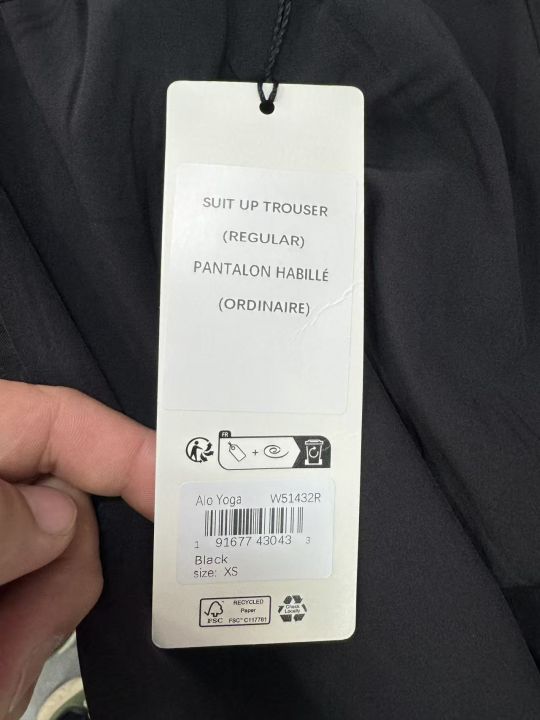 SUIT UP TROUSER
(REGULAR)
PANTALON HABILLÉ
(ORDINAIRE)
FR
+
Alo Yoga W51432R
1 91677 43043 3
Black
size: XS
FSC
RECYCLED
Paper
FSC™ C117781
Check
Locally